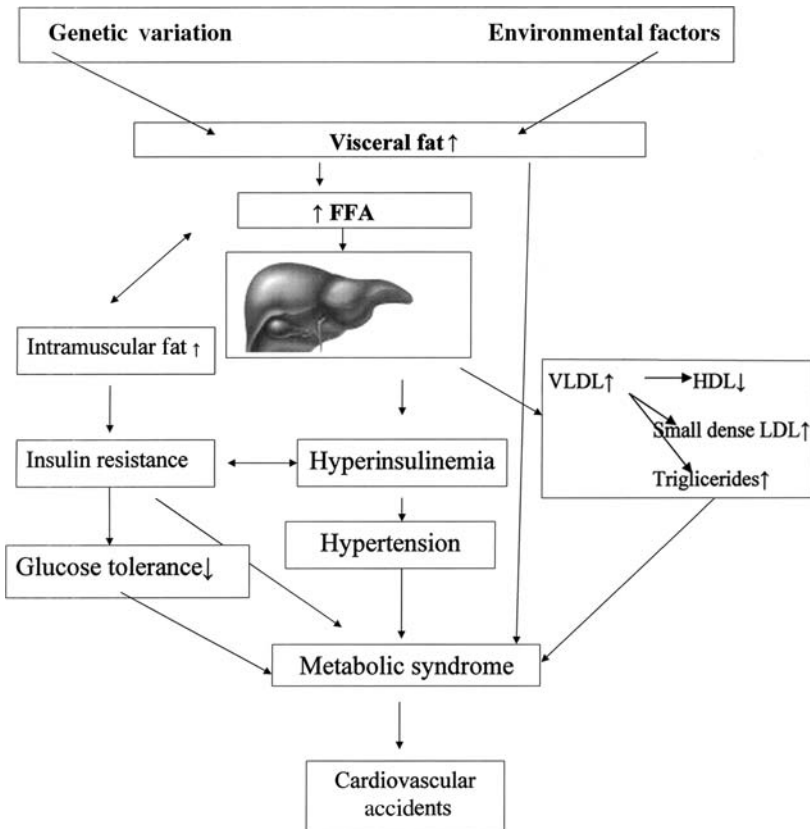 Genetic variation Environmental factors
Visceral fat ↑
↑ FFA
Intramuscular fat ↑
VLDL↑ HDL↓
Small dense LDL↑
Insulin resistance Hyperinsulinemia
Triglicerides↑
Hypertension
Glucose tolerance↓
Metabolic syndrome
Cardiovascular
accidents